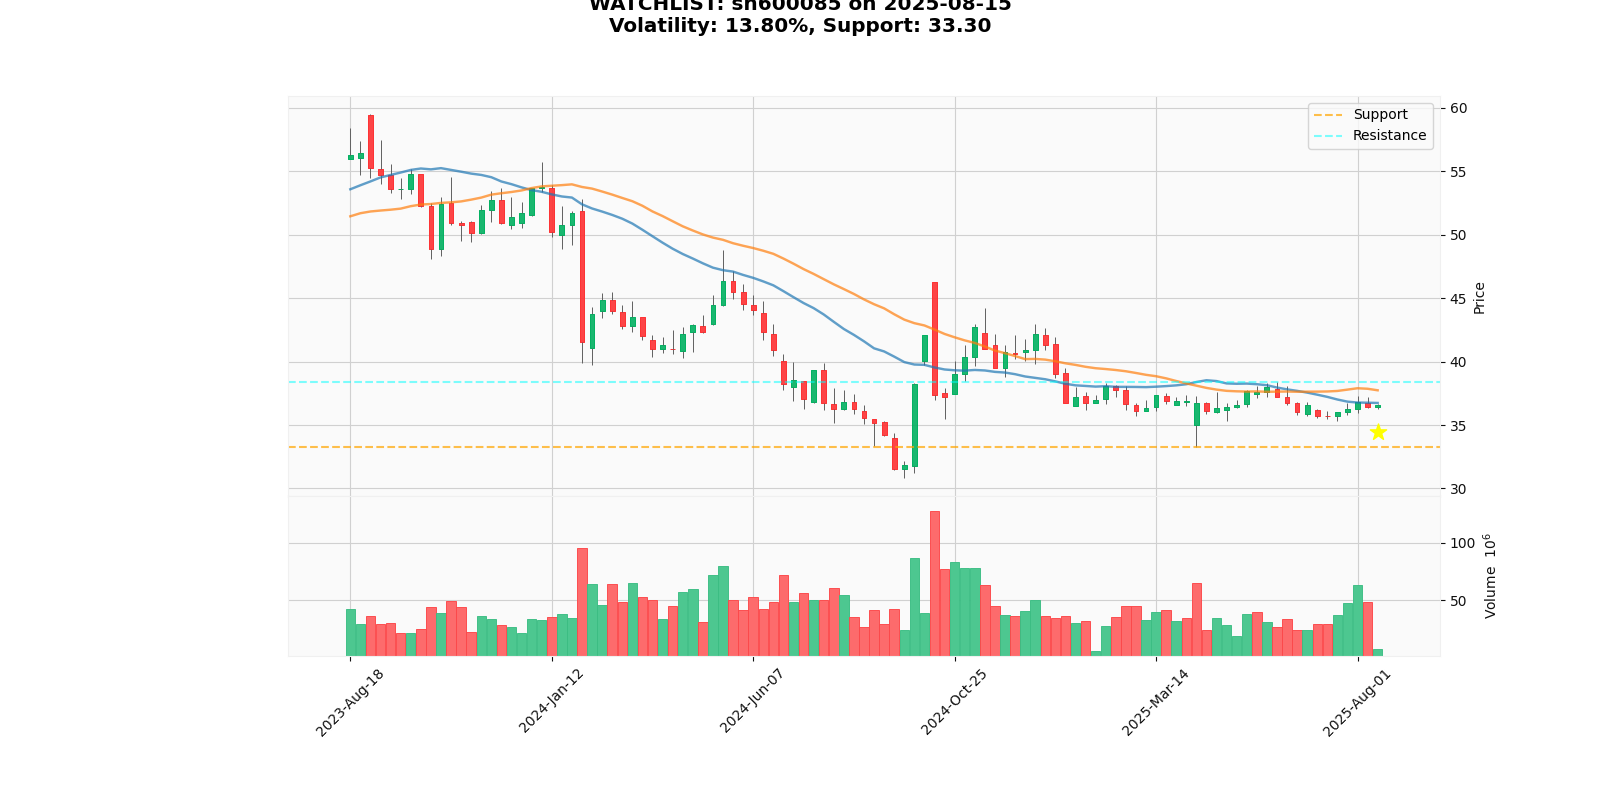 WATCHLIST: sh600085 on 2025-08-15
Volatility: 13.80%, Support: 33.30
Support
Resistance
60
55
50
45
40
35
30
Price
100
50
Volume 10⁶
2023-Aug-18
2024-Jan-12
2024-Jun-07
2024-Oct-25
2025-Mar-14
2025-Aug-01